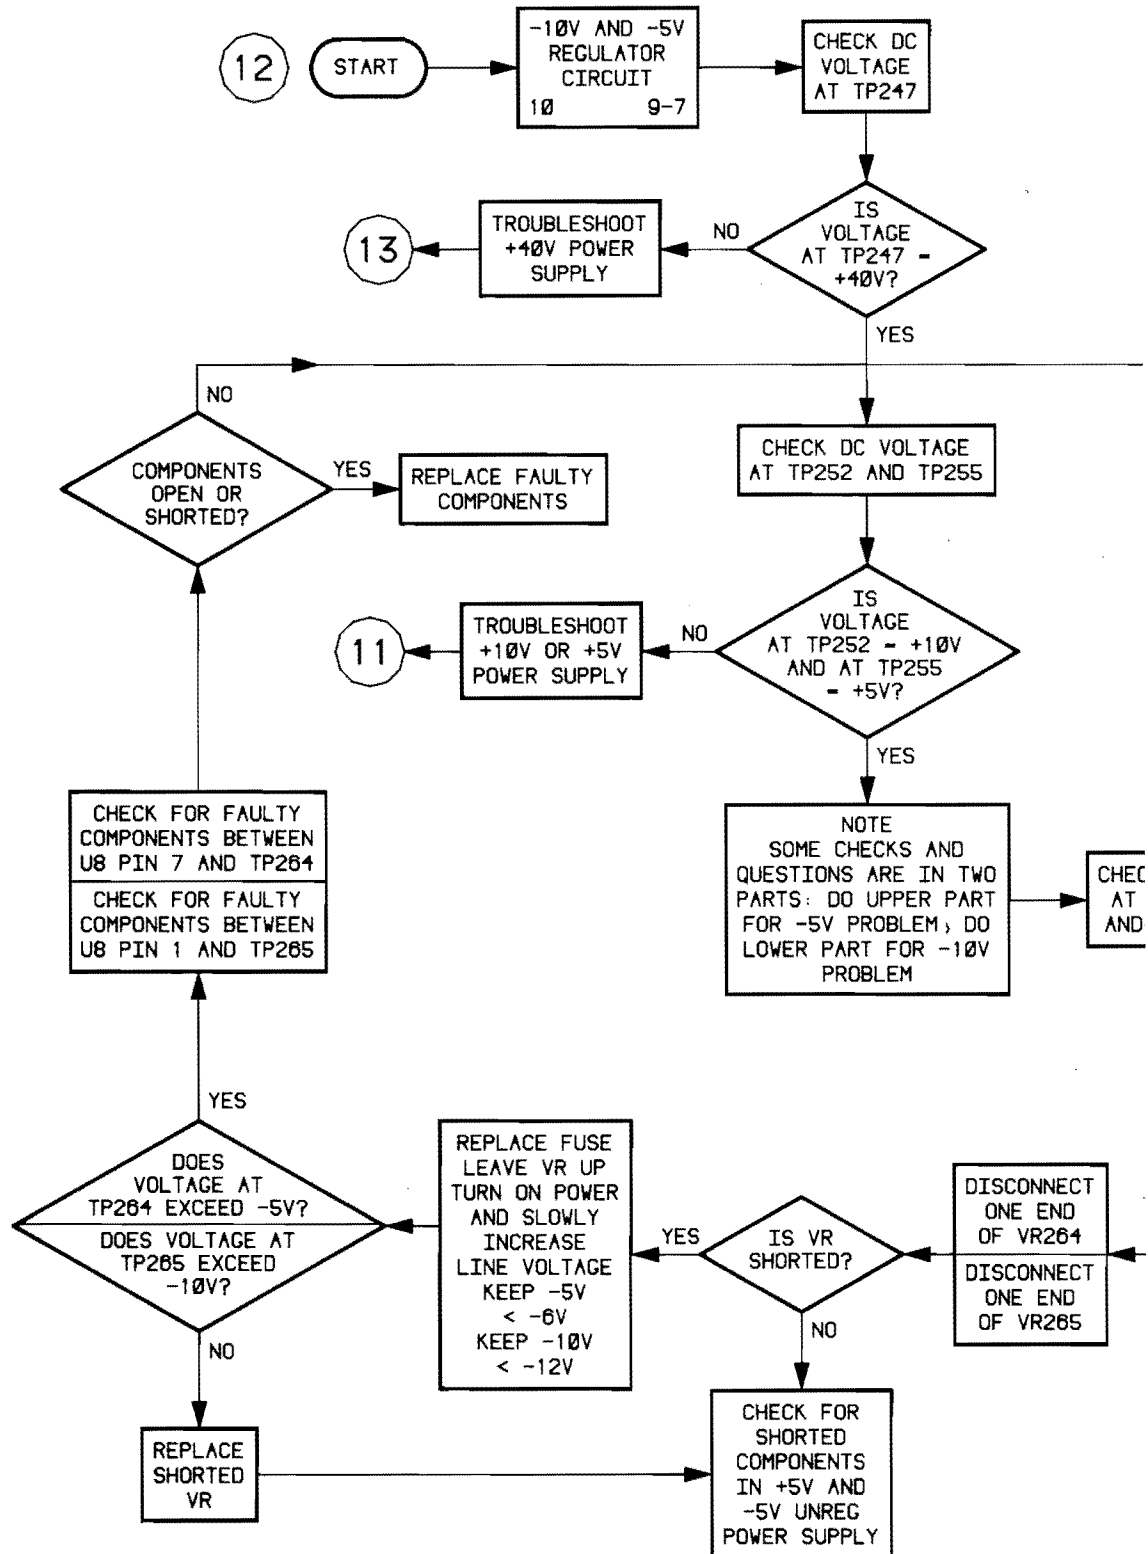 12
START
-10V AND -5V
REGULATOR
CIRCUIT
10 9-7
CHECK DC
VOLTAGE
AT TP247
IS
VOLTAGE
AT TP247 =
+40V?
NO
TROUBLESHOOT
+40V POWER
SUPPLY
13
YES
NO
COMPONENTS
OPEN OR
SHORTED?
YES
REPLACE FAULTY
COMPONENTS
CHECK DC VOLTAGE
AT TP252 AND TP255
IS
VOLTAGE
AT TP252 = +10V
AND AT TP255
= +5V?
NO
TROUBLESHOOT
+10V OR +5V
POWER SUPPLY
11
YES
NOTE
SOME CHECKS AND
QUESTIONS ARE IN TWO
PARTS: DO UPPER PART
FOR -5V PROBLEM; DO
LOWER PART FOR -10V
PROBLEM
CHEC
AT
AND
CHECK FOR FAULTY
COMPONENTS BETWEEN
U8 PIN 7 AND TP264
CHECK FOR FAULTY
COMPONENTS BETWEEN
U8 PIN 1 AND TP265
YES
DOES
VOLTAGE AT
TP264 EXCEED -5V?
DOES VOLTAGE AT
TP265 EXCEED
-10V?
NO
REPLACE FUSE
LEAVE VR UP
TURN ON POWER
AND SLOWLY
INCREASE
LINE VOLTAGE
KEEP -5V
< -6V
KEEP -10V
< -12V
YES
IS VR
SHORTED?
NO
DISCONNECT
ONE END
OF VR264
DISCONNECT
ONE END
OF VR265
REPLACE
SHORTED
VR
CHECK FOR
SHORTED
COMPONENTS
IN +5V AND
-5V UNREG
POWER SUPPLY